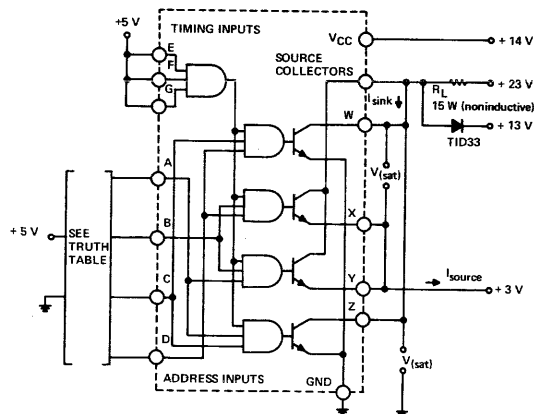 TIMING INPUTS
+5 V
E
F
G
VCC
+ 14 V
SOURCE
COLLECTORS
Isink
RL
15 W (noninductive)
+ 23 V
+ 13 V
TID33
W
V(sat)
A
B
C
D
X
Y
Z
+ 5 V
SEE
TRUTH
TABLE
Isource
+ 3 V
V(sat)
ADDRESS INPUTS
GND